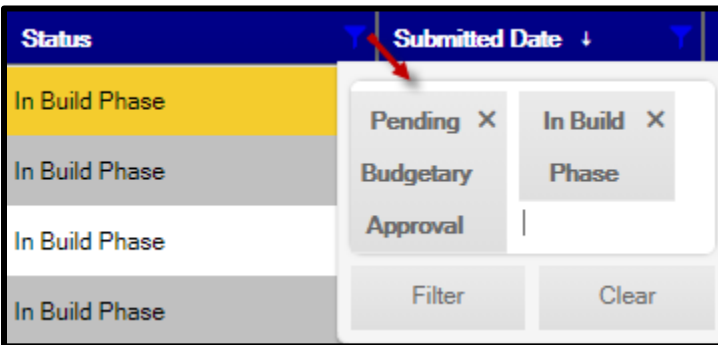 Status Submitted Date ↓
In Build Phase
In Build Phase
In Build Phase
In Build Phase
Pending ×
Budgetary
Approval
In Build ×
Phase
Filter Clear